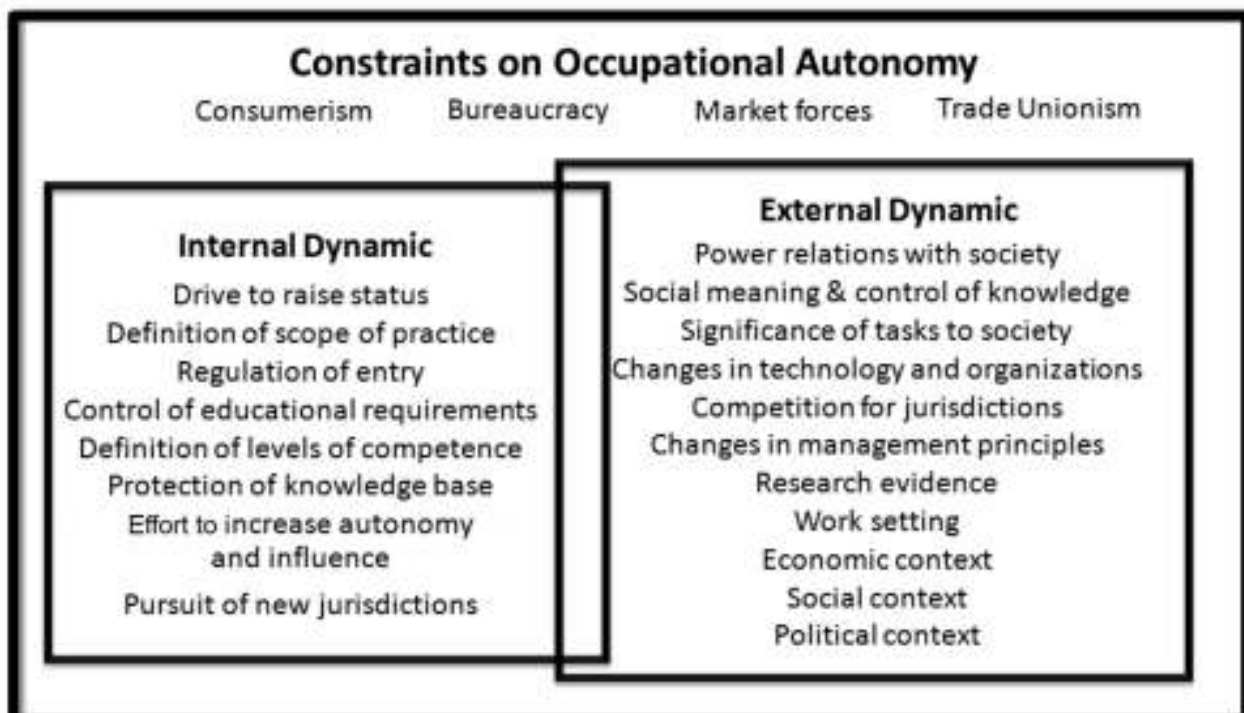 Constraints on Occupational Autonomy
Consumerism Bureaucracy Market forces Trade Unionism
Internal Dynamic
Drive to raise status
Definition of scope of practice
Regulation of entry
Control of educational requirements
Definition of levels of competence
Protection of knowledge base
Effort to increase autonomy
and influence
Pursuit of new jurisdictions
External Dynamic
Power relations with society
Social meaning & control of knowledge
Significance of tasks to society
Changes in technology and organizations
Competition for jurisdictions
Changes in management principles
Research evidence
Work setting
Economic context
Social context
Political context